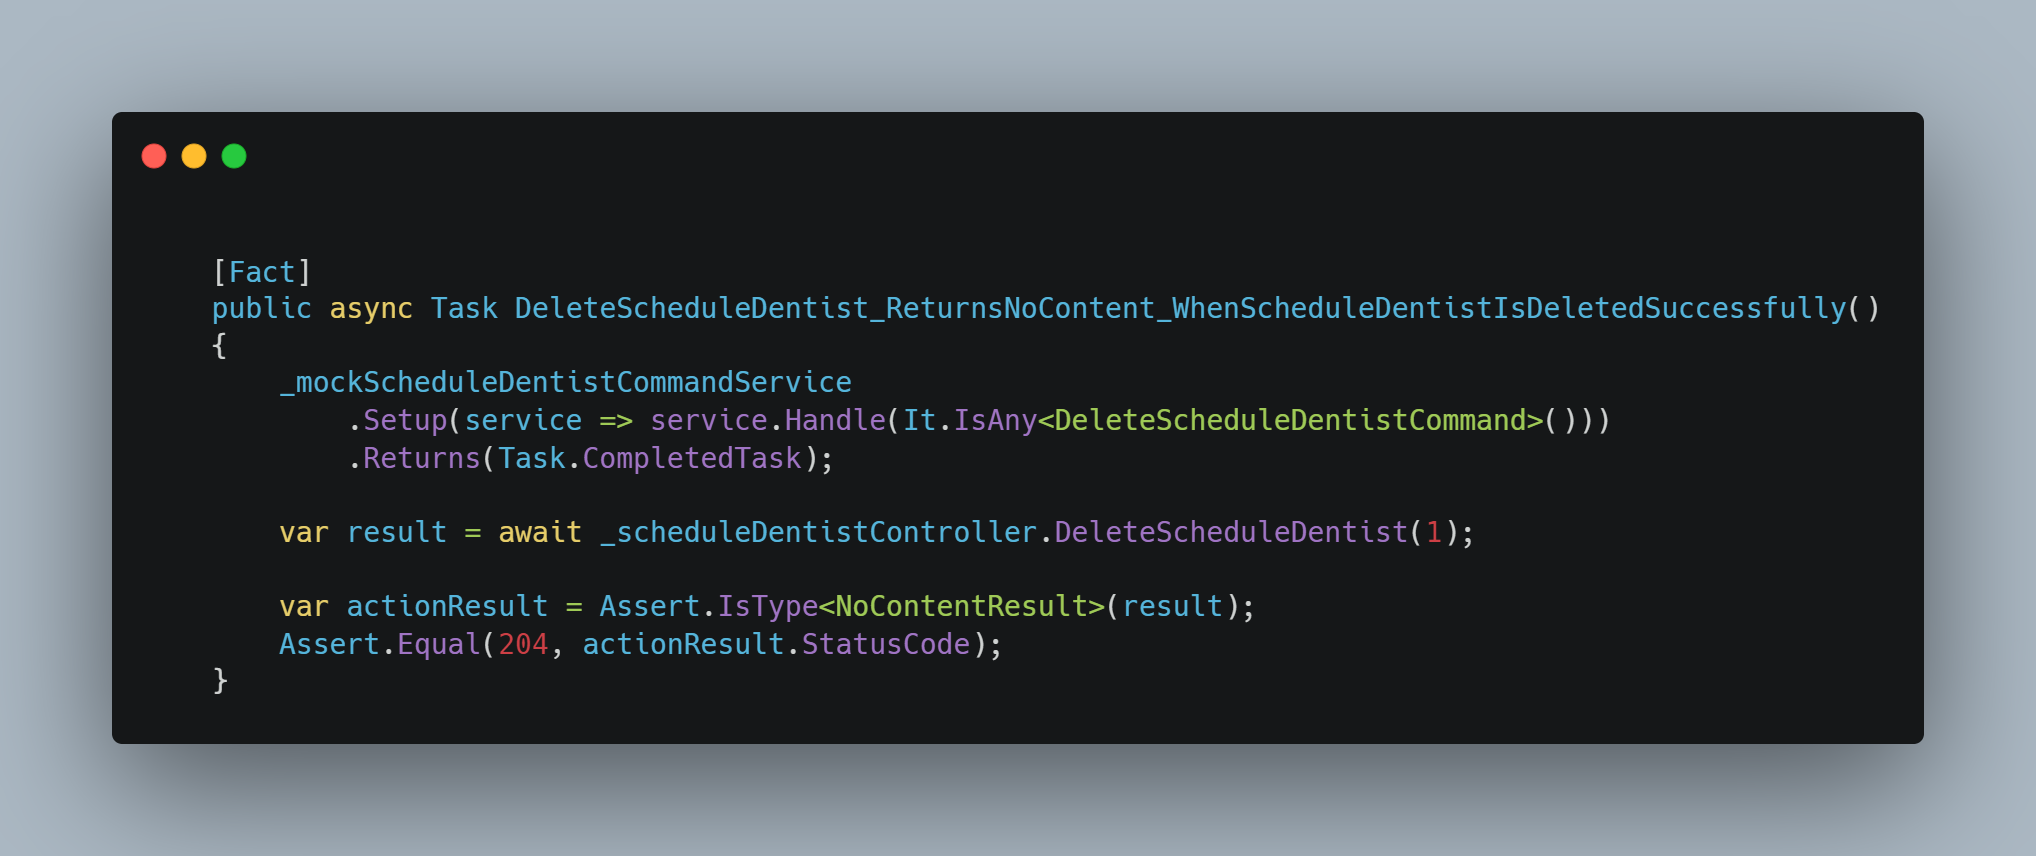 [Fact]
public async Task DeleteScheduleDentist_ReturnsNoContent_WhenScheduleDentistIsDeletedSuccessfully()
{
    _mockScheduleDentistCommandService
        .Setup(service => service.Handle(It.IsAny<DeleteScheduleDentistCommand>()))
        .Returns(Task.CompletedTask);

    var result = await _scheduleDentistController.DeleteScheduleDentist(1);

    var actionResult = Assert.IsType<NoContentResult>(result);
    Assert.Equal(204, actionResult.StatusCode);
}